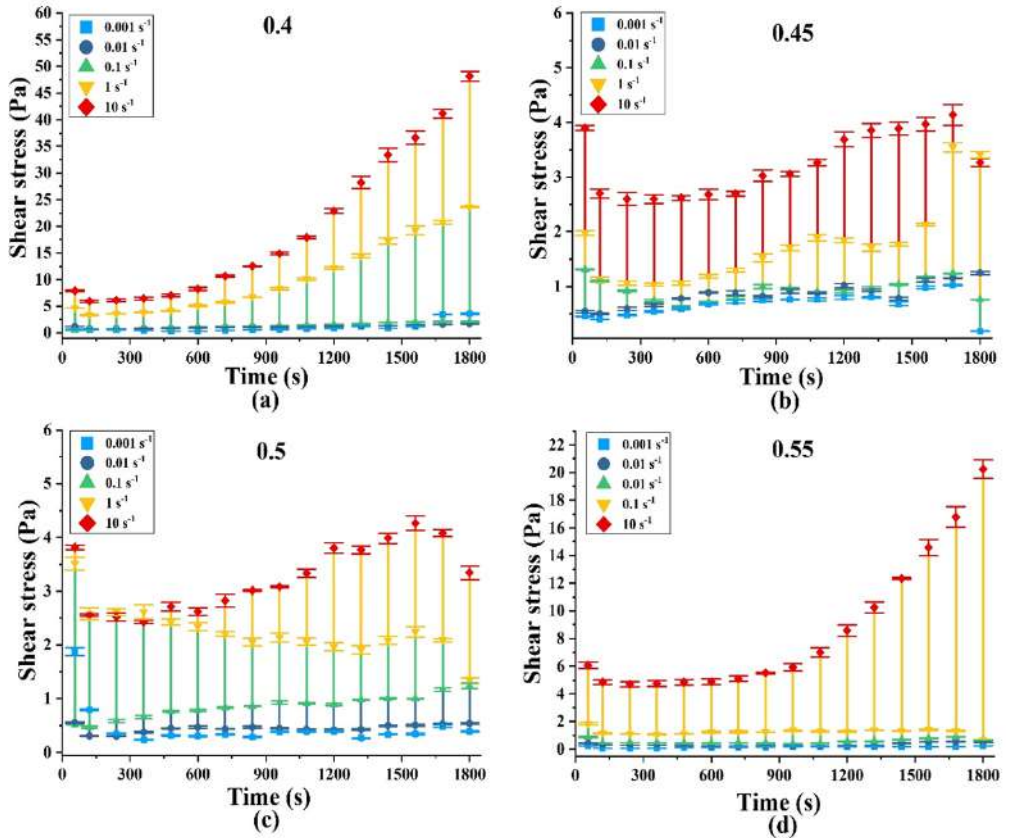 0.4
0.001 s⁻¹
0.01 s⁻¹
0.1 s⁻¹
1 s⁻¹
10 s⁻¹
Shear stress (Pa)
60
55
50
45
40
35
30
25
20
15
10
5
0
0 300 600 900 1200 1500 1800
Time (s)
(a)
0.45
0.001 s⁻¹
0.01 s⁻¹
0.1 s⁻¹
1 s⁻¹
10 s⁻¹
Shear stress (Pa)
6
5
4
3
2
1
0 300 600 900 1200 1500 1800
Time (s)
(b)
0.5
0.001 s⁻¹
0.01 s⁻¹
0.1 s⁻¹
1 s⁻¹
10 s⁻¹
Shear stress (Pa)
6
5
4
3
2
1
0
0 300 600 900 1200 1500 1800
Time (s)
(c)
0.55
0.001 s⁻¹
0.01 s⁻¹
0.01 s⁻¹
0.1 s⁻¹
10 s⁻¹
Shear stress (Pa)
22
20
18
16
14
12
10
8
6
4
2
0
0 300 600 900 1200 1500 1800
Time (s)
(d)